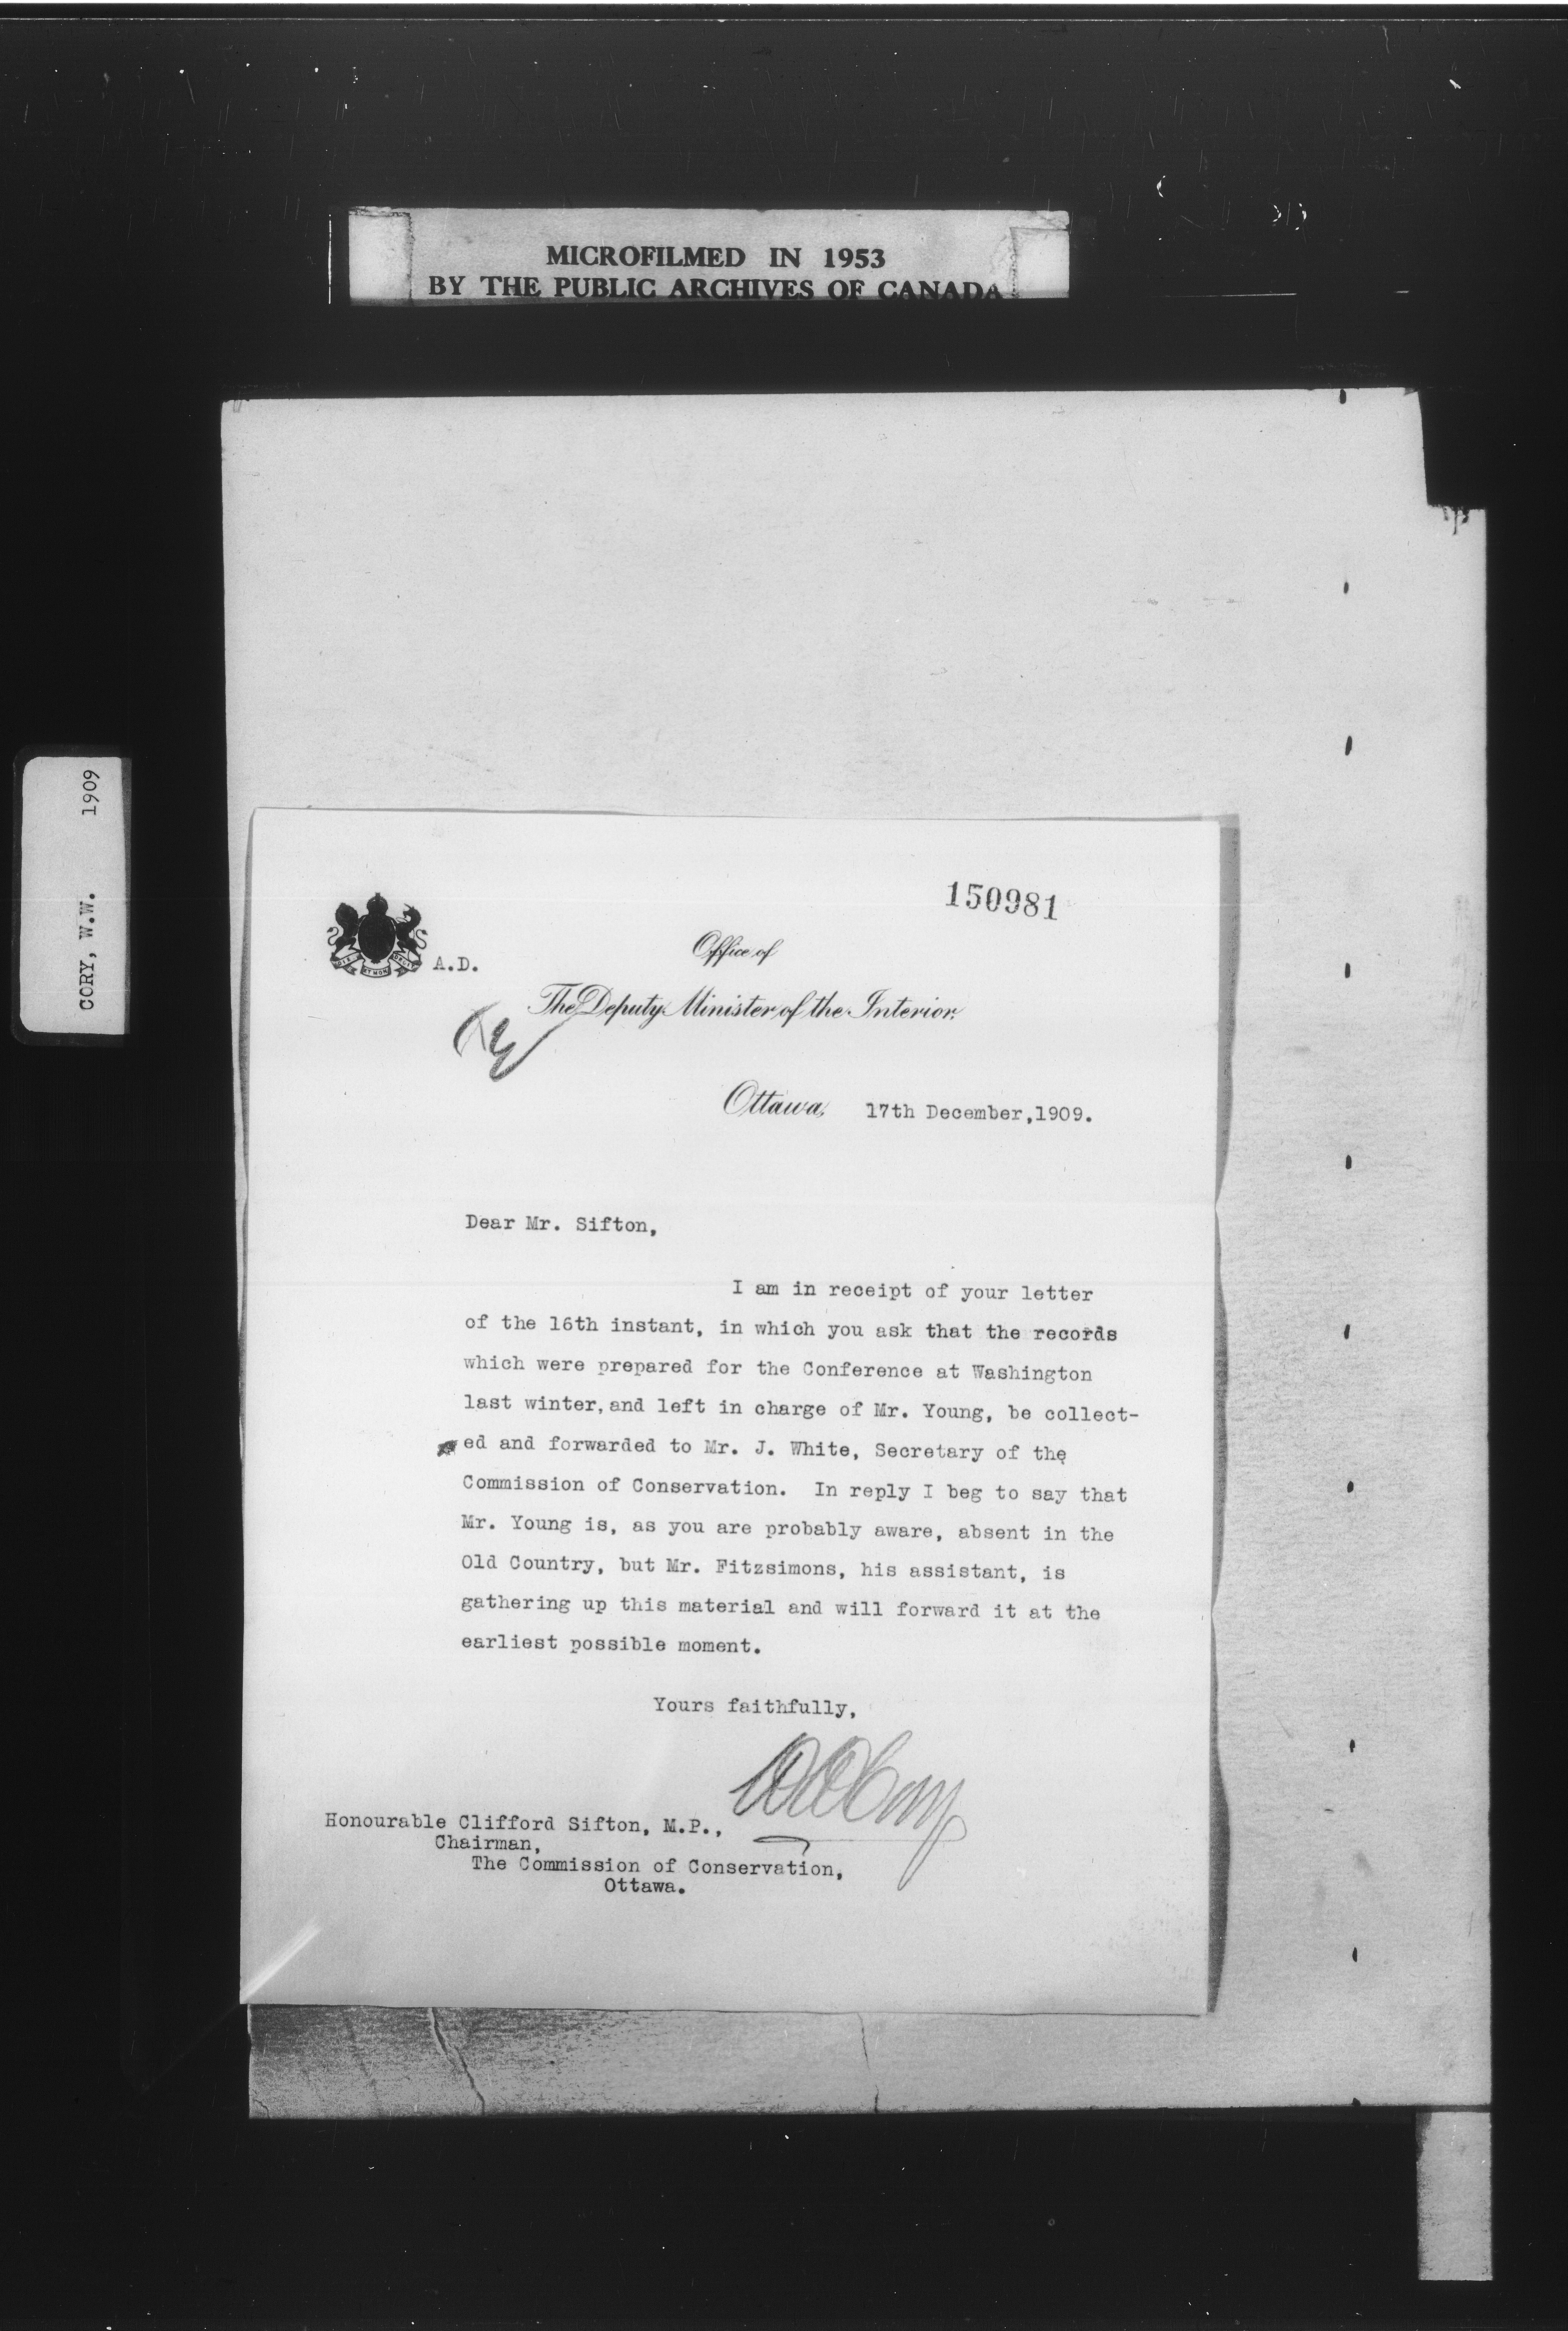 MICROFILMED IN 1953
BY THE PUBLIC ARCHIVES OF CANADA
CORY, W.W. 1909
150981
A.D.
Office of
The Deputy Minister of the Interior.
Ottawa, 17th December, 1909.
Dear Mr. Sifton,
I am in receipt of your letter
of the 16th instant, in which you ask that the records
which were prepared for the Conference at Washington
last winter, and left in charge of Mr. Young, be collect-
ed and forwarded to Mr. J. White, Secretary of the
Commission of Conservation. In reply I beg to say that
Mr. Young is, as you are probably aware, absent in the
Old Country, but Mr. Fitzsimons, his assistant, is
gathering up this material and will forward it at the
earliest possible moment.
Yours faithfully,
WWCory
Honourable Clifford Sifton, M.P.,
Chairman,
The Commission of Conservation,
Ottawa.